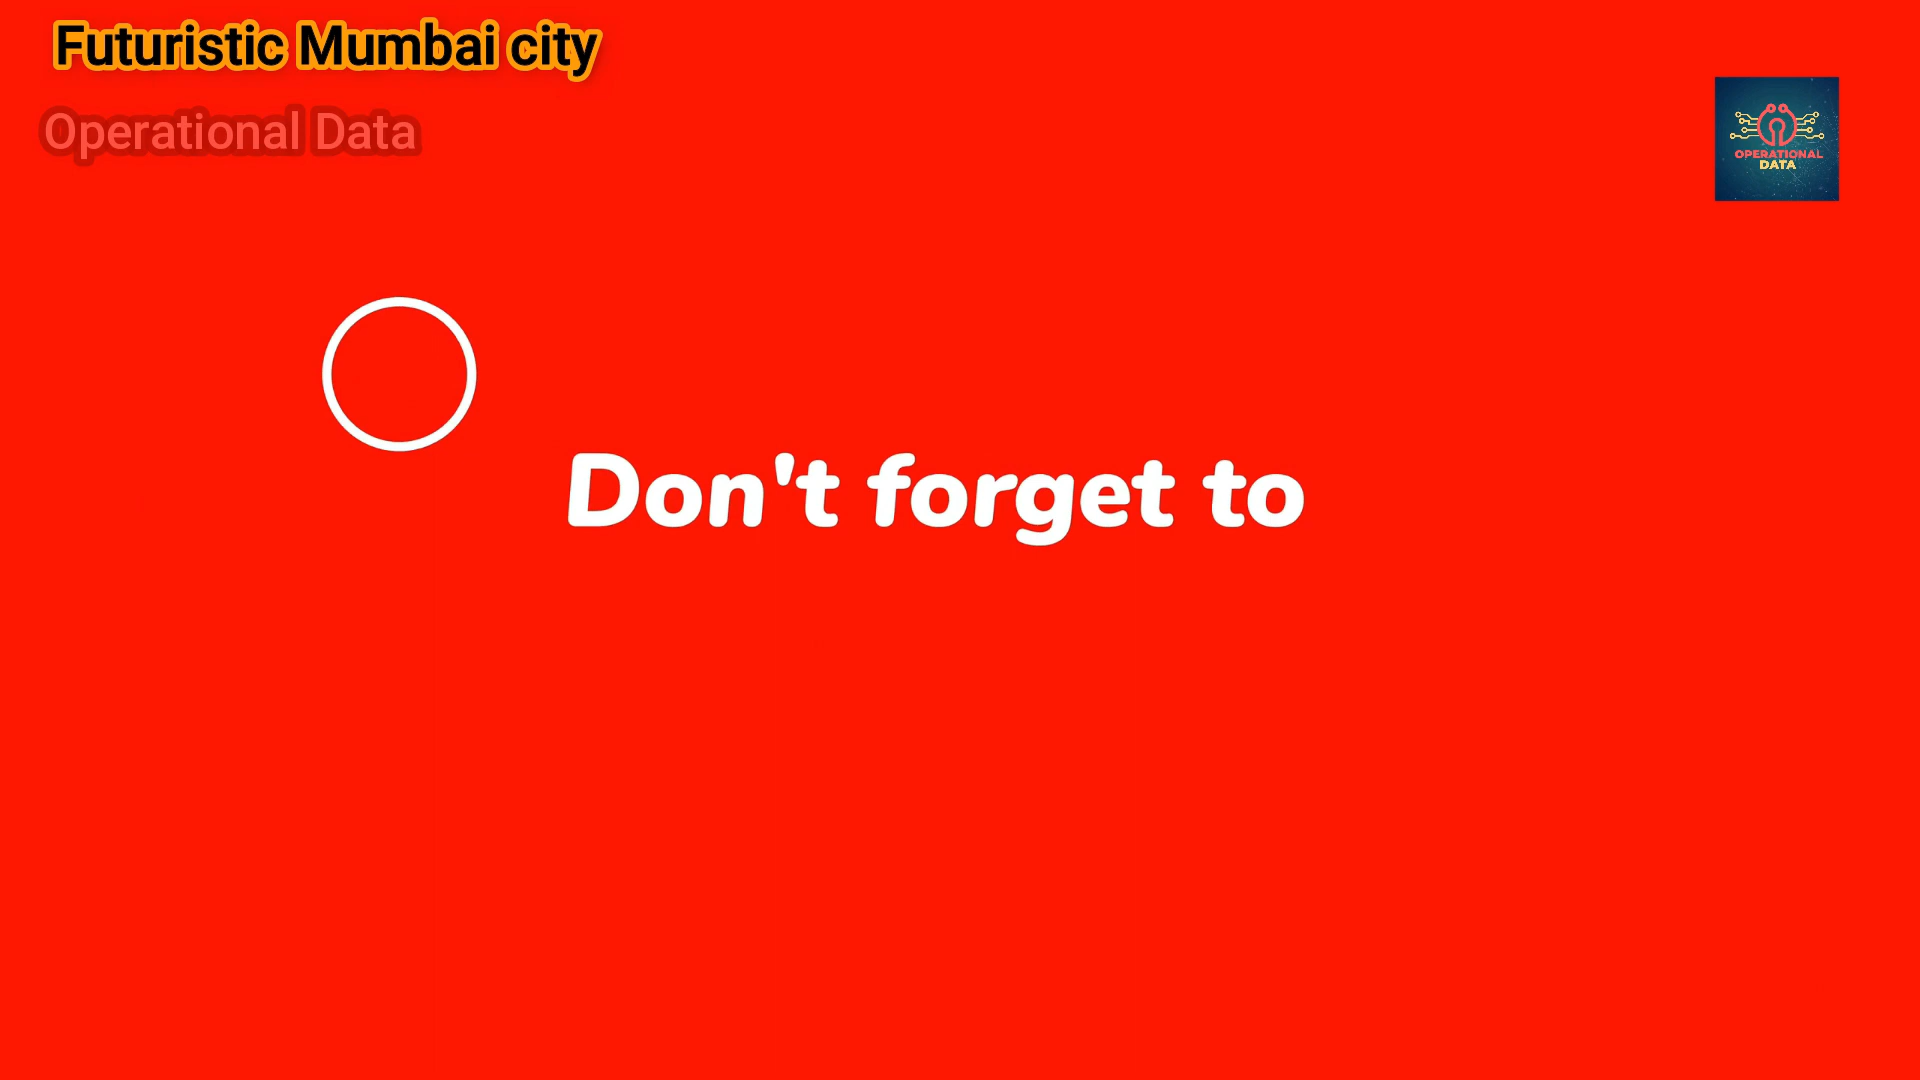 Futuristic Mumbai city
Operational Data
OPERATIONAL
DATA
Don't forget to